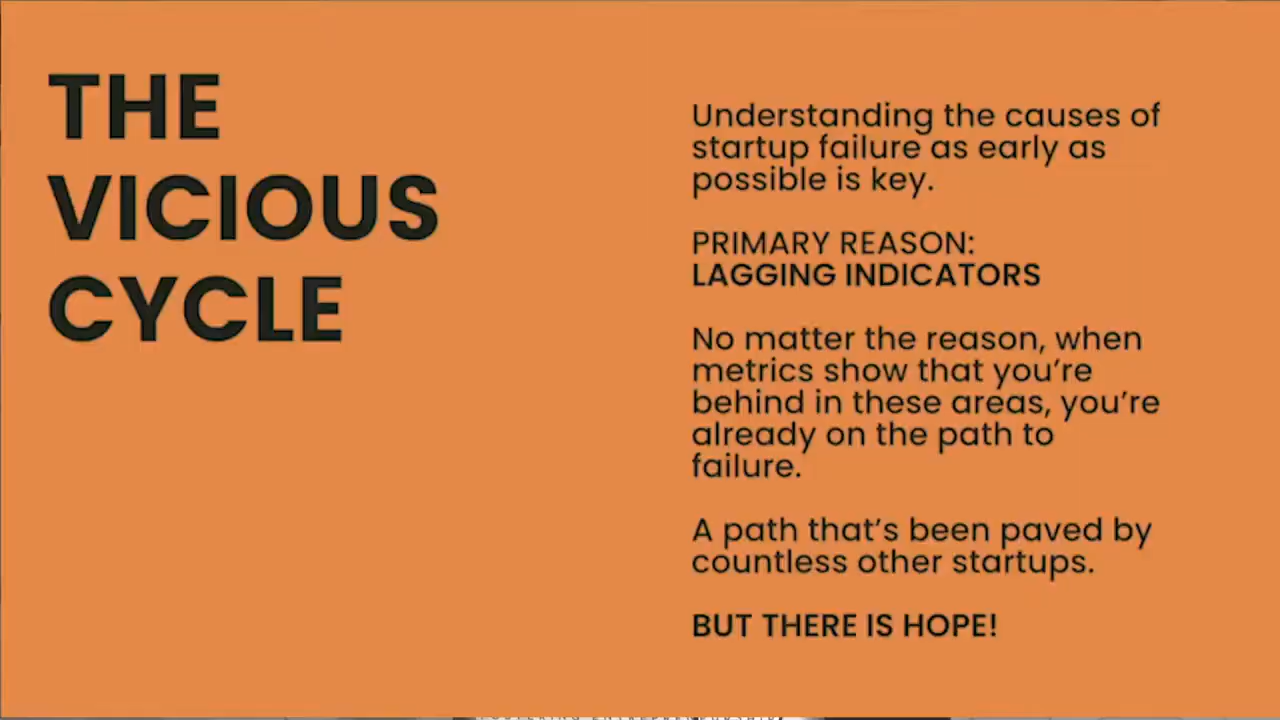 THE
VICIOUS
CYCLE
Understanding the causes of
startup failure as early as
possible is key.
PRIMARY REASON:
LAGGING INDICATORS
No matter the reason, when
metrics show that you’re
behind in these areas, you’re
already on the path to
failure.
A path that’s been paved by
countless other startups.
BUT THERE IS HOPE!